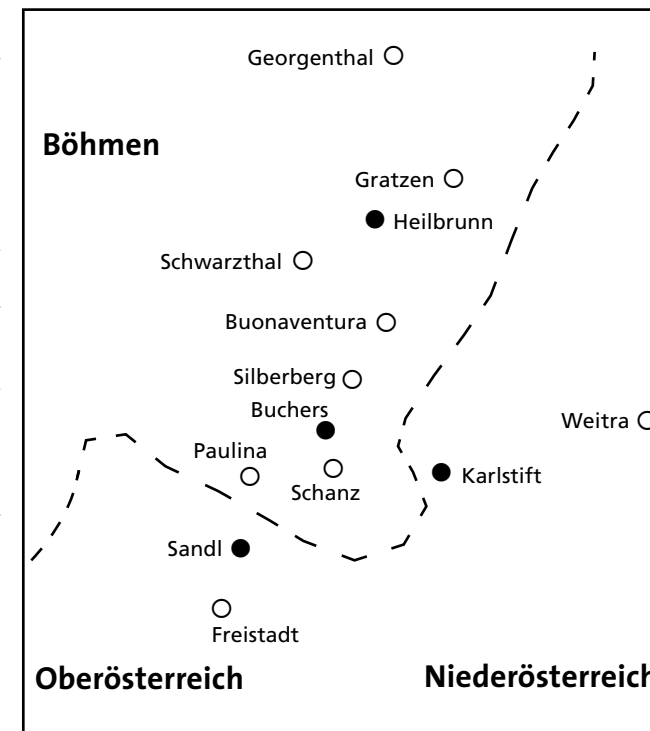 Georgenthal
Böhmen
Gratzen
Heilbrunn
Schwarzthal
Buonaventura
Silberberg
Buchers
Weitra
Paulina
Schanz
Karlstift
Sandl
Freistadt
Oberösterreich
Niederösterreich